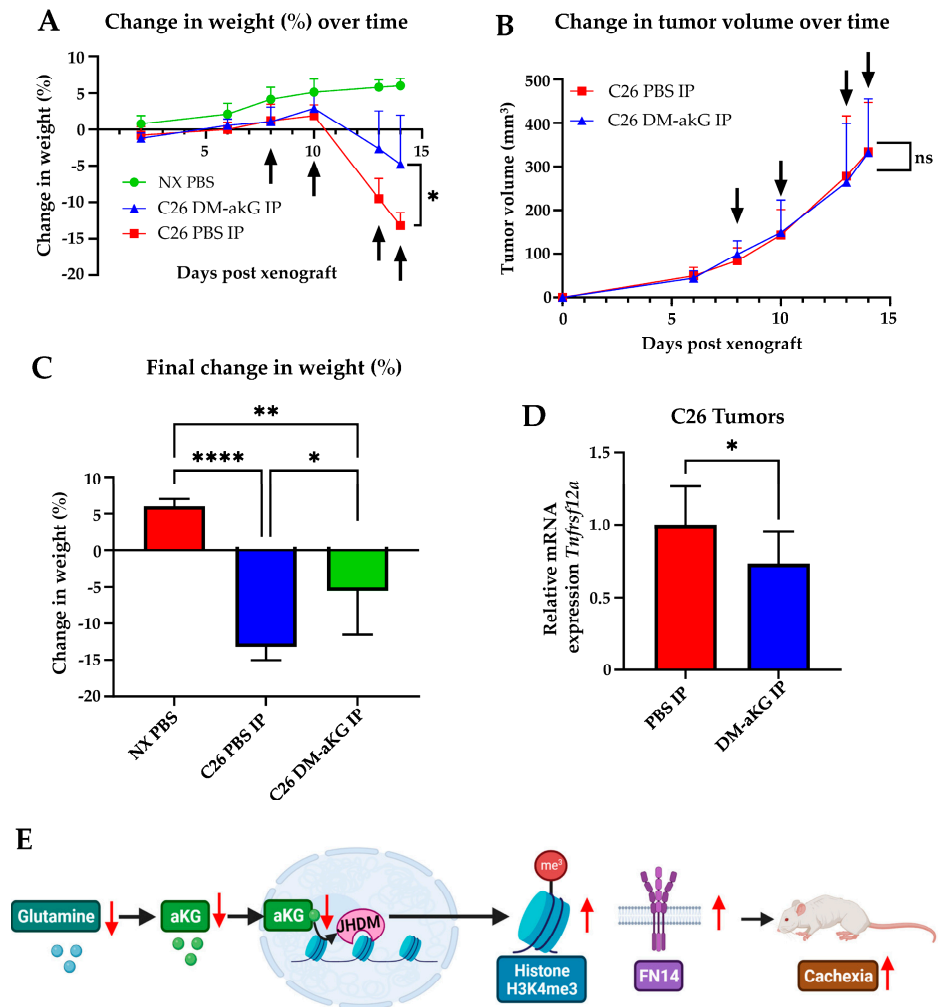 A
Change in weight (%) over time
Change in weight (%)
10
5
0
-5
-10
-15
-20
5
10
15
NX PBS
C26 DM-akG IP
C26 PBS IP
*
Days post xenograft
B
Change in tumor volume over time
Tumor volume (mm³)
500
400
300
200
100
0
0
5
10
15
C26 PBS IP
C26 DM-akG IP
ns
Days post xenograft
C
Final change in weight (%)
**
****
*
Change in weight (%)
10
5
0
-5
-10
-15
-20
NX PBS
C26 PBS IP
C26 DM-aKG IP
D
C26 Tumors
*
Relative mRNA
expression Tnfrsf12a
1.5
1.0
0.5
0
PBS IP
DM-aKG IP
E
Glutamine
aKG
aKG
JHDM
me³
Histone
H3K4me3
FN14
Cachexia